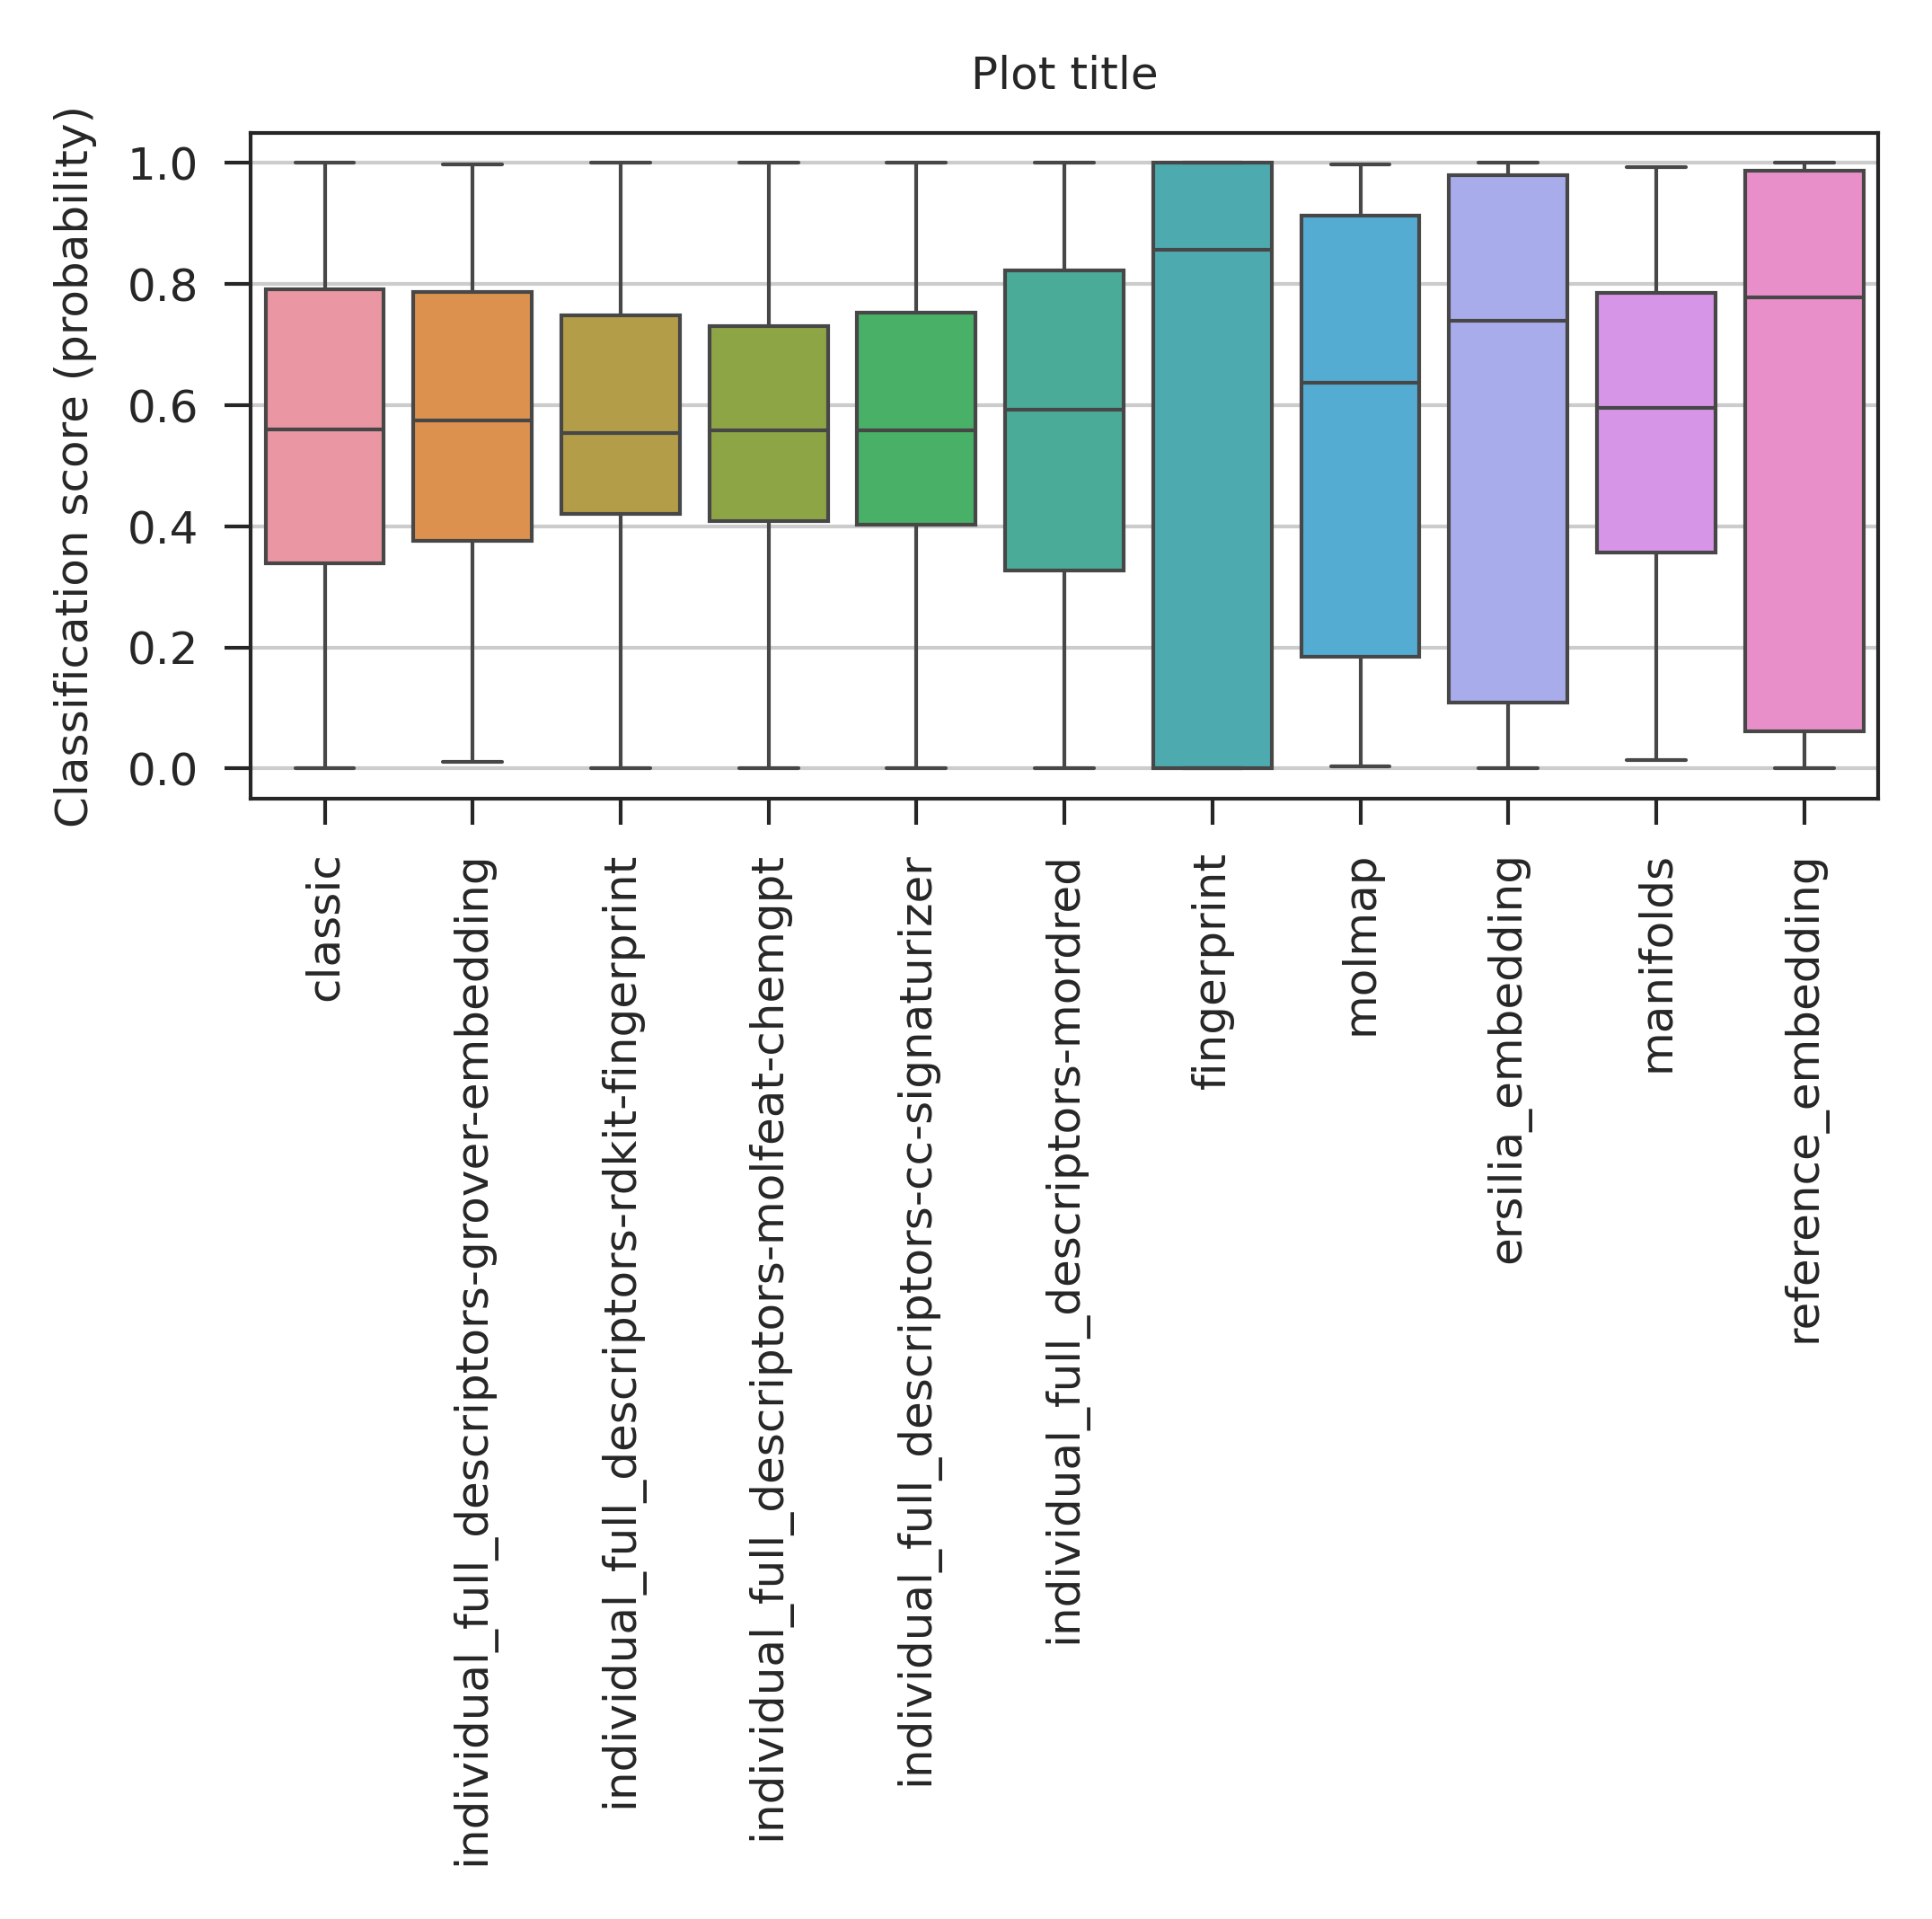 Plot title
Classification score (probability)
1.0
0.8
0.6
0.4
0.2
0.0
classic
individual_full_descriptors-grover-embedding
individual_full_descriptors-rdkit-fingerprint
individual_full_descriptors-molfeat-chemgpt
individual_full_descriptors-cc-signaturizer
individual_full_descriptors-mordred
fingerprint
molmap
ersilia_embedding
manifolds
reference_embedding